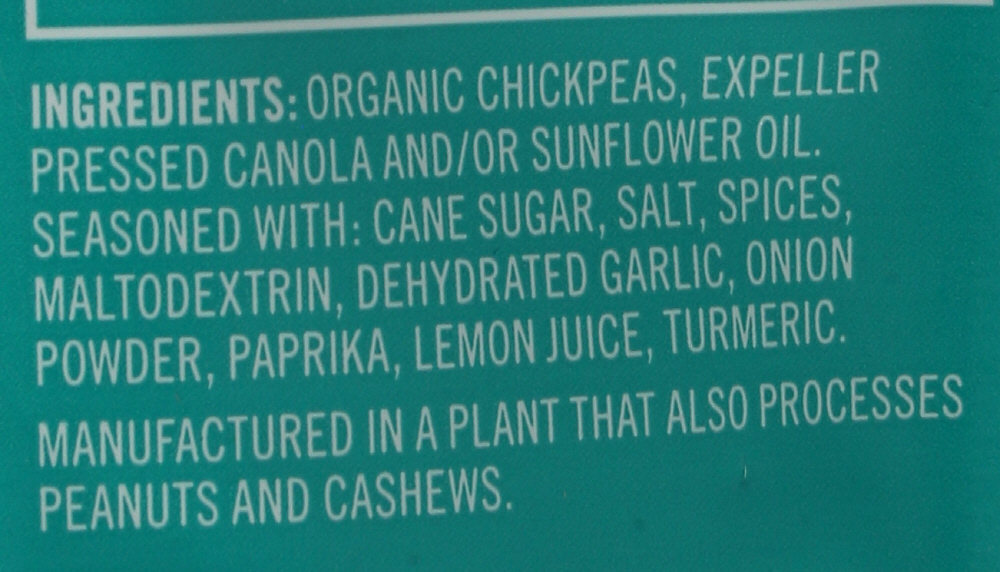 INGREDIENTS: ORGANIC CHICKPEAS, EXPELLER
PRESSED CANOLA AND/OR SUNFLOWER OIL.
SEASONED WITH: CANE SUGAR, SALT, SPICES,
MALTODEXTRIN, DEHYDRATED GARLIC, ONION
POWDER, PAPRIKA, LEMON JUICE, TURMERIC.
MANUFACTURED IN A PLANT THAT ALSO PROCESSES
PEANUTS AND CASHEWS.